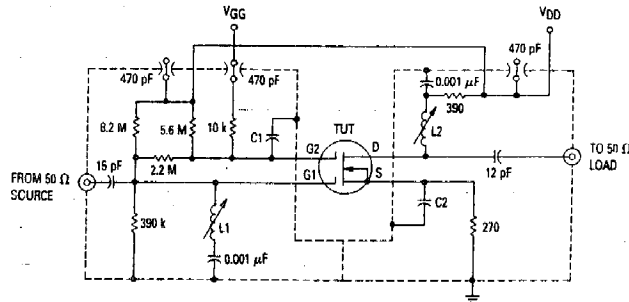 VGG
VDD
470 pF
470 pF
470 pF
0.001 µF
390
8.2 M
5.6 M
10 k
C1
TUT
L2
G2
D
2.2 M
G1
S
15 pF
12 pF
FROM 50 Ω
SOURCE
TO 50 Ω
LOAD
390 k
L1
C2
270
0.001 µF